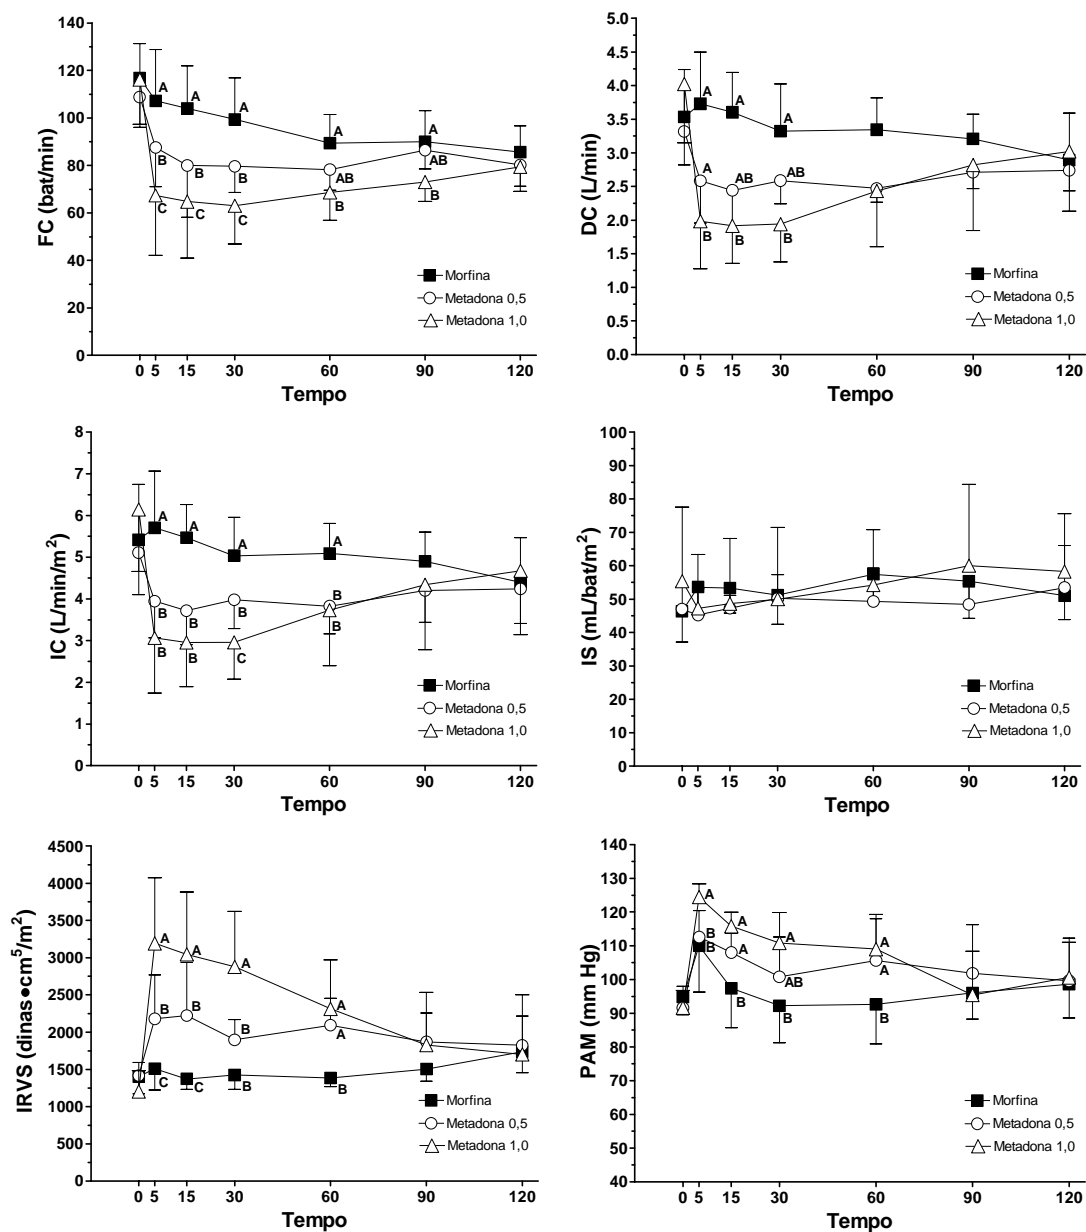 FC (bat/min)
140
120
100
80
60
40
20
0
A A A A A
B B B AB AB
C C C B B
Morfina
Metadona 0,5
Metadona 1,0
0 5 15 30 60 90 120
Tempo
DC (L/min)
5.0
4.5
4.0
3.5
3.0
2.5
2.0
1.5
1.0
0.5
0.0
A A A
A AB AB
B B B
Morfina
Metadona 0,5
Metadona 1,0
0 5 15 30 60 90 120
Tempo
IC (L/min/m²)
8
7
6
5
4
3
2
1
0
A A A A
B B B B
B B C B
Morfina
Metadona 0,5
Metadona 1,0
0 5 15 30 60 90 120
Tempo
IS (mL/bat/m²)
100
90
80
70
60
50
40
30
20
10
0
Morfina
Metadona 0,5
Metadona 1,0
0 5 15 30 60 90 120
Tempo
IRVS (dinas●cm⁵/m²)
4500
4000
3500
3000
2500
2000
1500
1000
500
0
A A A A
B B B A
C C B B
Morfina
Metadona 0,5
Metadona 1,0
0 5 15 30 60 90 120
Tempo
PAM (mm Hg)
140
130
120
110
100
90
80
70
60
50
40
A A A A
B A AB A
B B B B
Morfina
Metadona 0,5
Metadona 1,0
0 5 15 30 60 90 120
Tempo